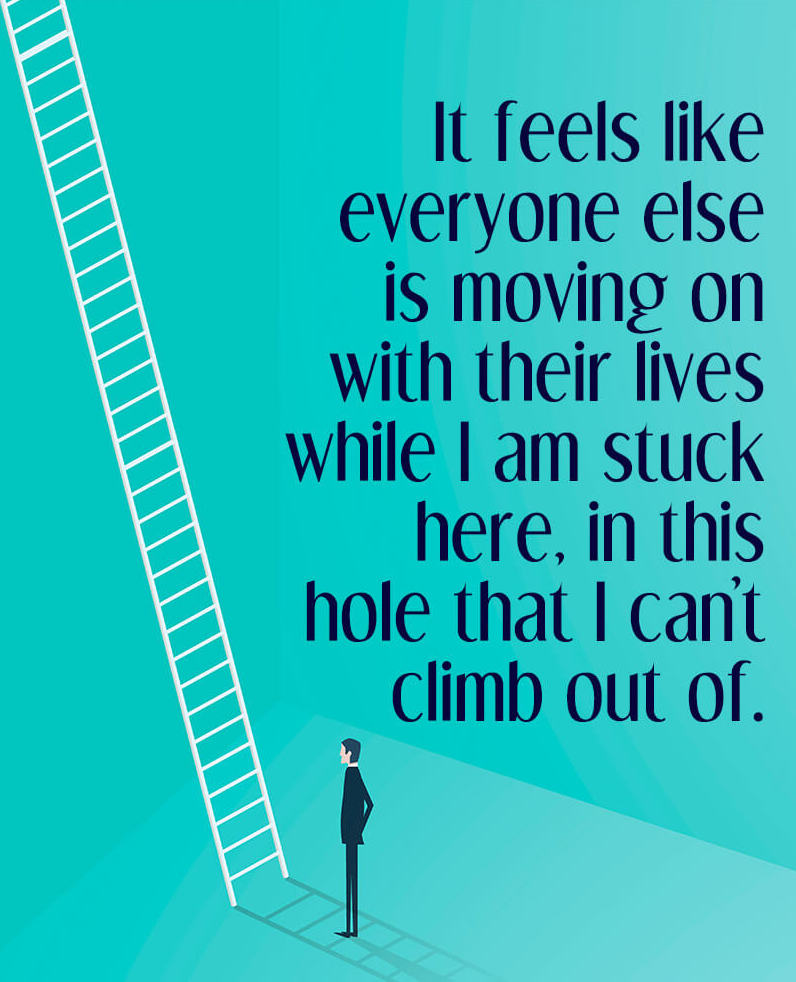 It feels like
everyone else
is moving on
with their lives
while I am stuck
here, in this
hole that I can't
climb out of.